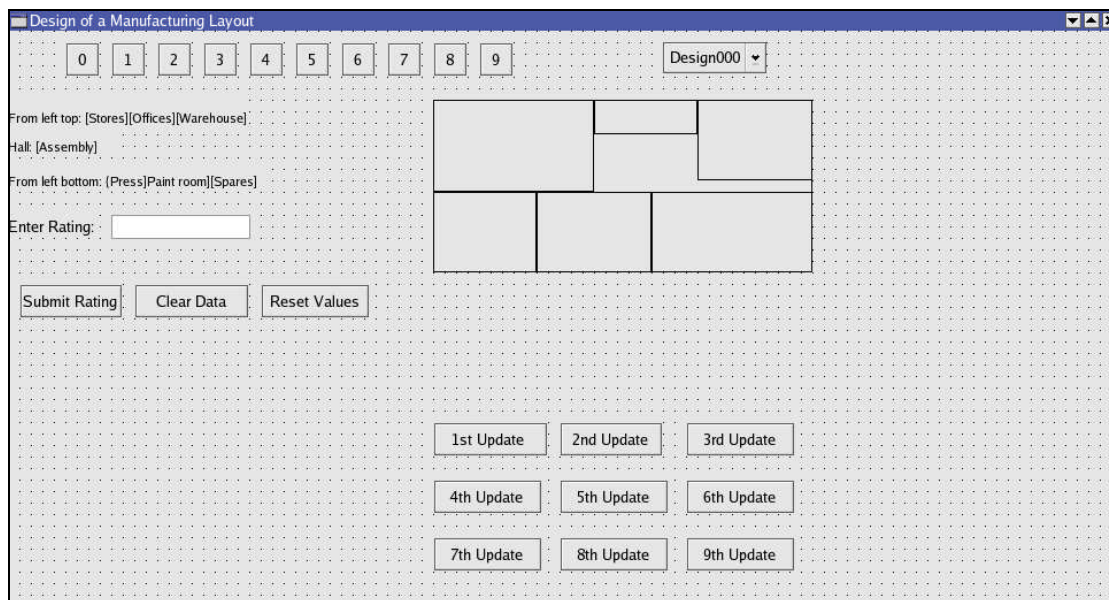 Design of a Manufacturing Layout
0 1 2 3 4 5 6 7 8 9
Design000
From left top: [Stores][Offices][Warehouse]
Hall: [Assembly]
From left bottom: (Press]Paint room][Spares]
Enter Rating:
Submit Rating Clear Data Reset Values
1st Update 2nd Update 3rd Update
4th Update 5th Update 6th Update
7th Update 8th Update 9th Update